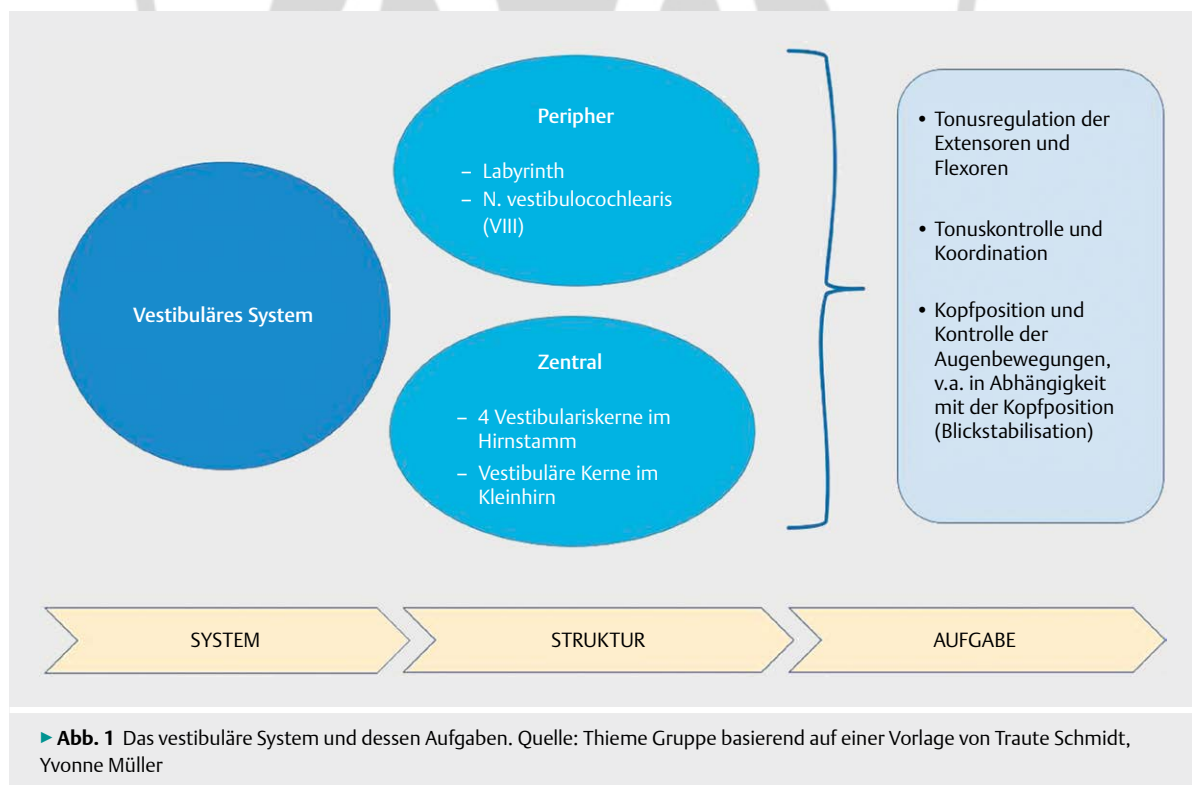 Vestibuläres System
Peripher
– Labyrinth
– N. vestibulocochlearis
(VIII)
Zentral
– 4 Vestibulariskerne im
Hirnstamm
– Vestibuläre Kerne im
Kleinhirn
• Tonusregulation der
Extensoren und
Flexoren
• Tonuskontrolle und
Koordination
• Kopfposition und
Kontrolle der
Augenbewegungen,
v.a. in Abhängigkeit
mit der Kopfposition
(Blickstabilisation)
SYSTEM
STRUKTUR
AUFGABE
► Abb. 1 Das vestibuläre System und dessen Aufgaben. Quelle: Thieme Gruppe basierend auf einer Vorlage von Traute Schmidt,
Yvonne Müller